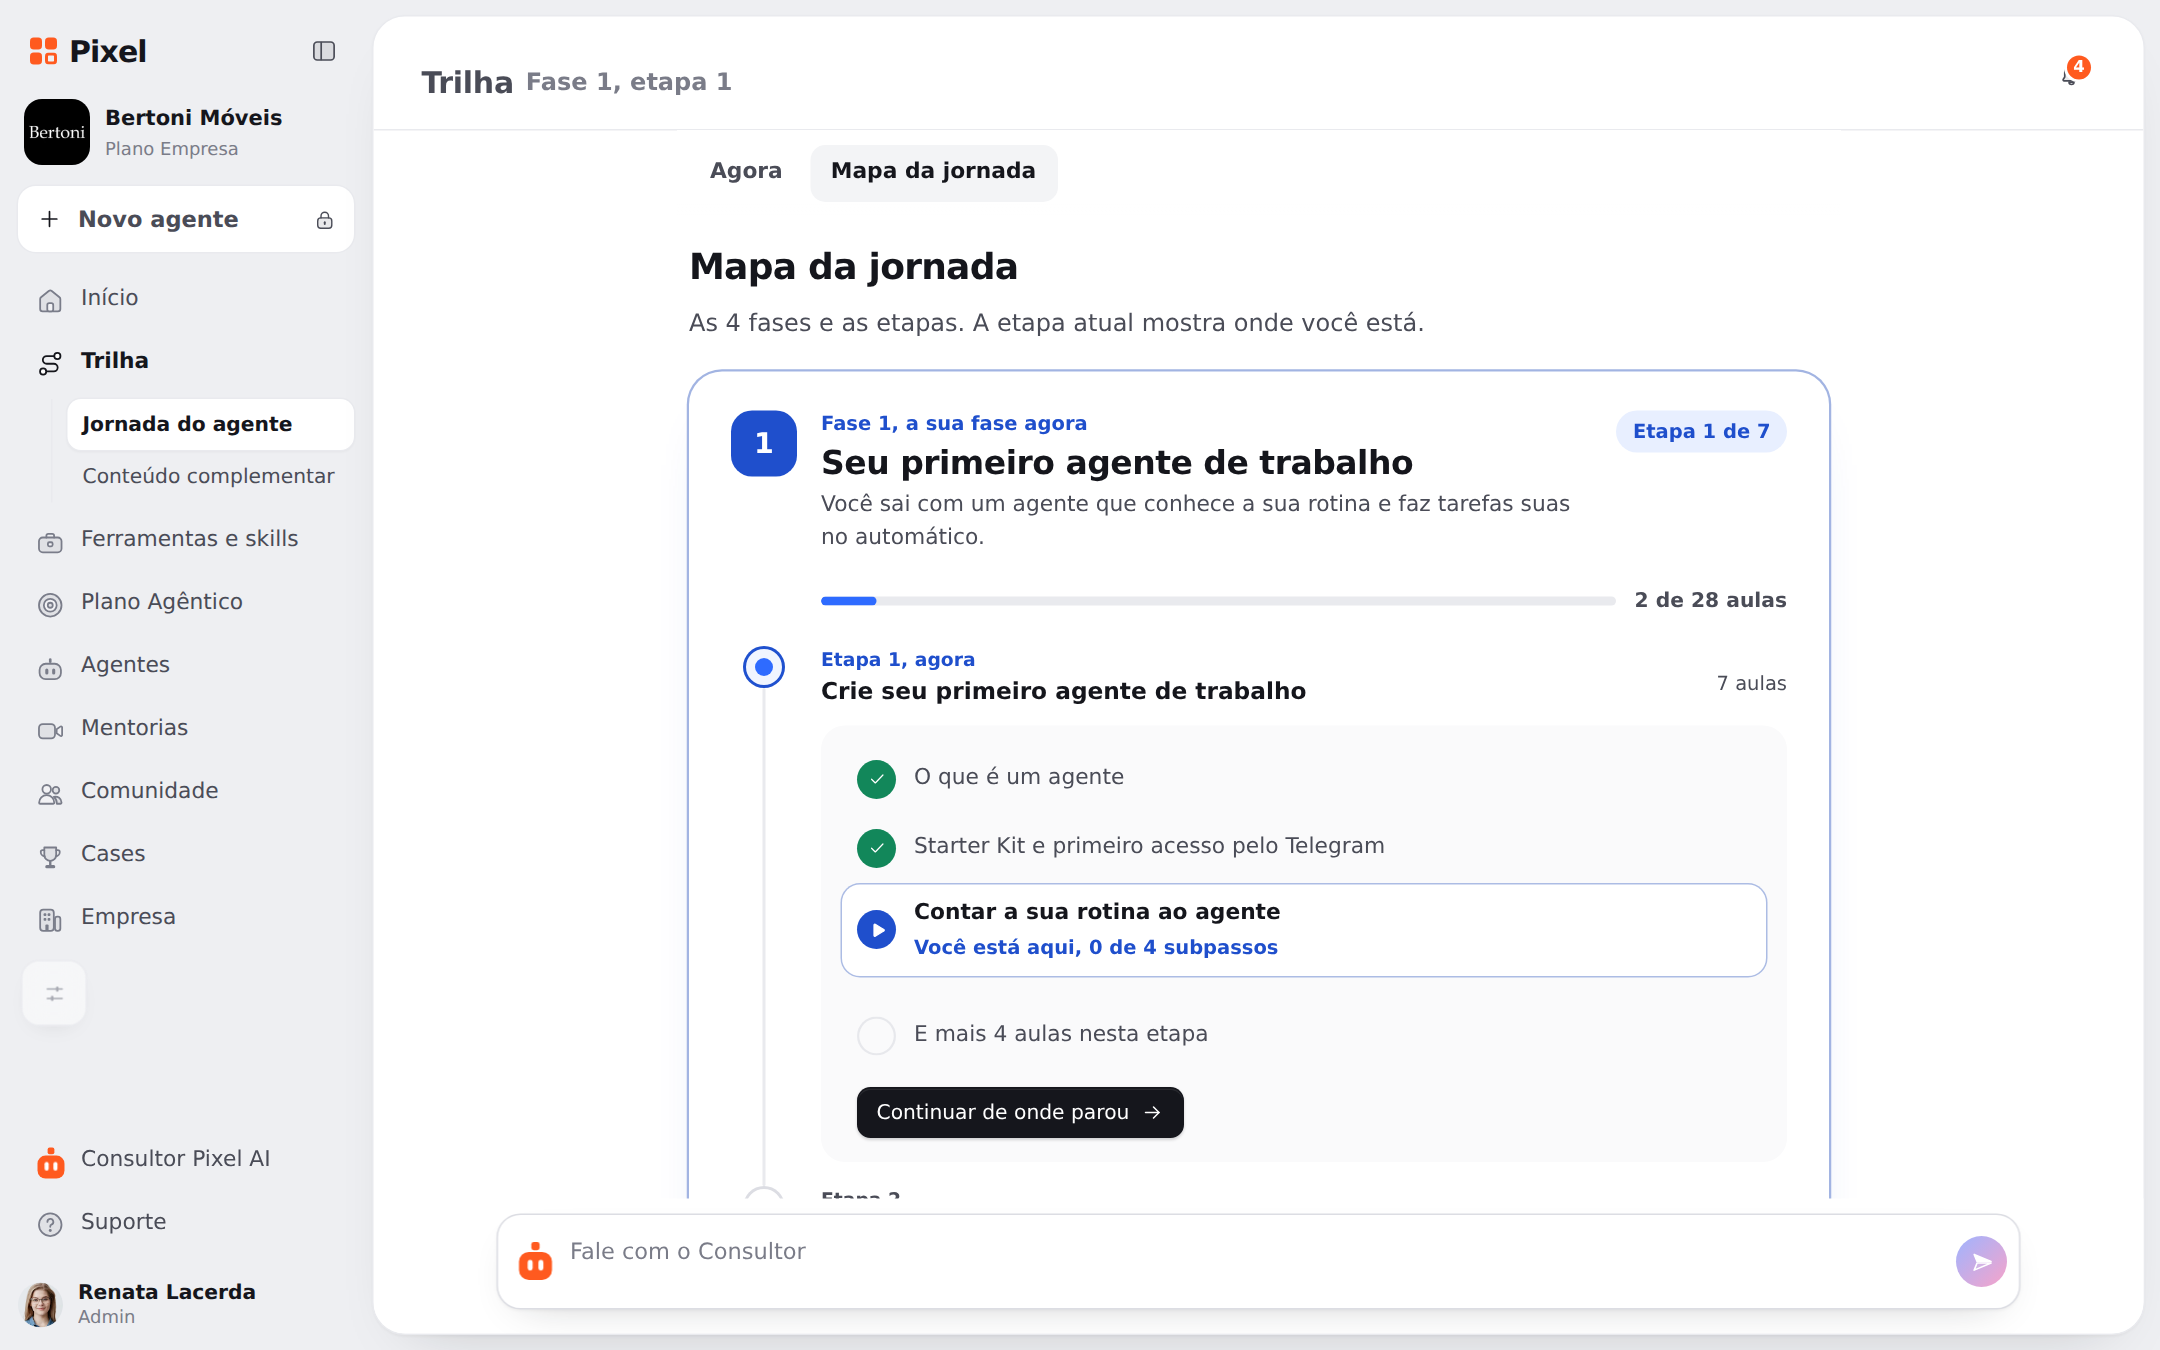 Pixel
Bertoni
Bertoni Móveis
Plano Empresa
Novo agente
Início
Trilha
Jornada do agente
Conteúdo complementar
Ferramentas e skills
Plano Agêntico
Agentes
Mentorias
Comunidade
Cases
Empresa
Consultor Pixel AI
Suporte
Renata Lacerda
Admin
Trilha Fase 1, etapa 1
4
Agora
Mapa da jornada
Mapa da jornada
As 4 fases e as etapas. A etapa atual mostra onde você está.
1
Fase 1, a sua fase agora
Etapa 1 de 7
Seu primeiro agente de trabalho
Você sai com um agente que conhece a sua rotina e faz tarefas suas
no automático.
2 de 28 aulas
Etapa 1, agora
Crie seu primeiro agente de trabalho
7 aulas
O que é um agente
Starter Kit e primeiro acesso pelo Telegram
Contar a sua rotina ao agente
Você está aqui, 0 de 4 subpassos
E mais 4 aulas nesta etapa
Continuar de onde parou
Etapa 2
Fale com o Consultor